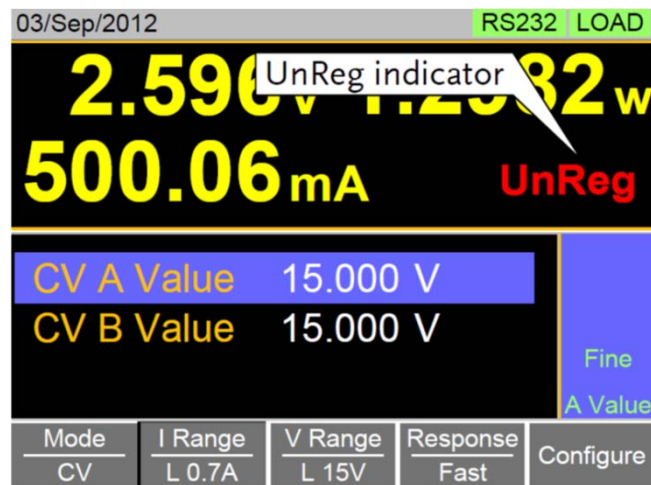 03/Sep/2012 RS232 LOAD
2.596
UnReg indicator
w
500.06 mA UnReg
CV A Value 15.000 V
CV B Value 15.000 V
Fine
A Value
Mode I Range V Range Response Configure
CV L 0.7A L 15V Fast